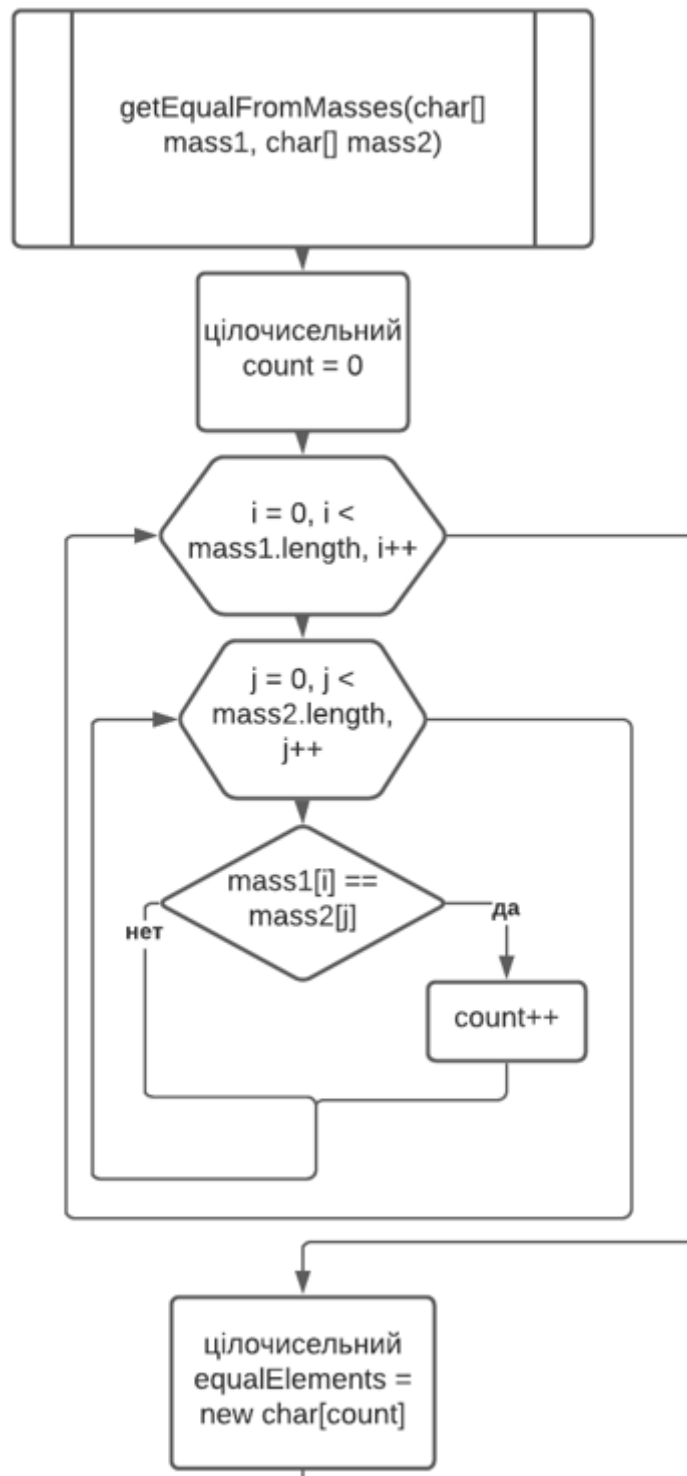 getEqualFromMasses(char[]
mass1, char[] mass2)
цілочисельний
count = 0
i = 0, i <
mass1.length, i++
j = 0, j <
mass2.length,
j++
mass1[i] ==
mass2[j]
нет
да
count++
цілочисельний
equalElements =
new char[count]